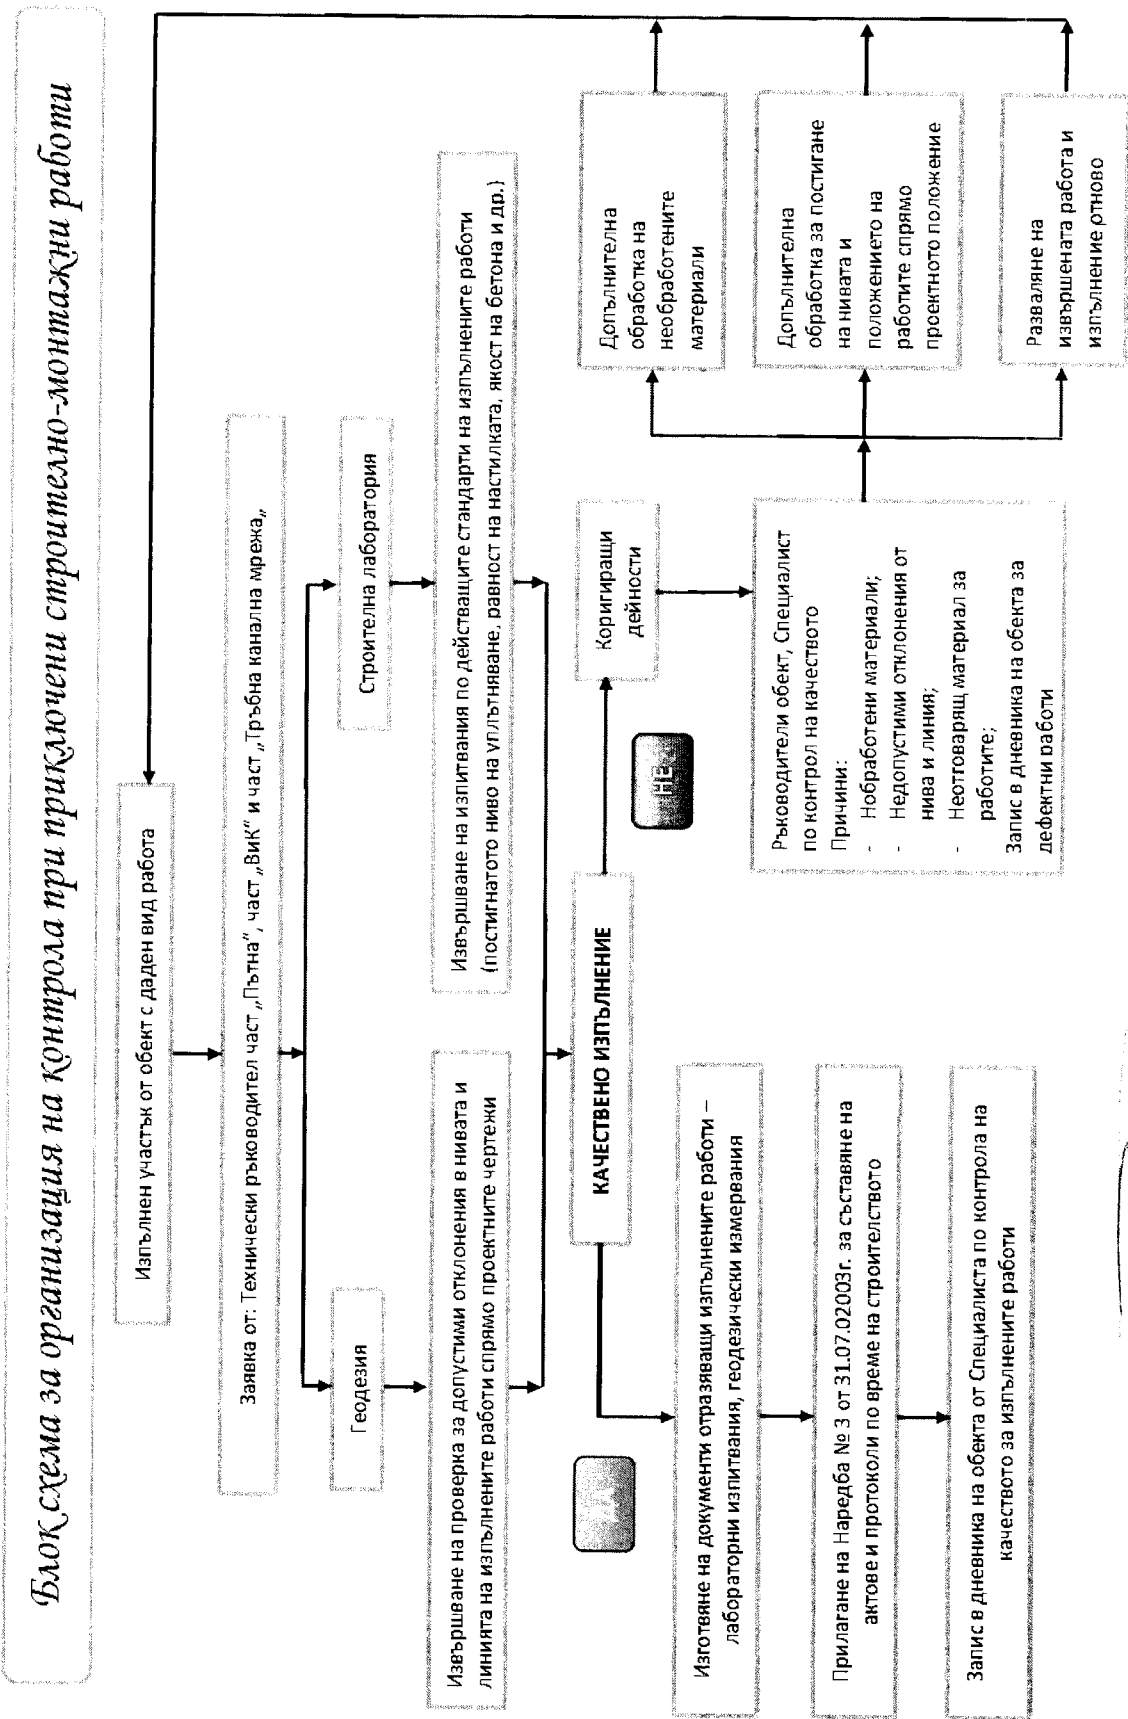 Блок схема за организация на контрола при приключени строително-монтажни работи
Изпълнен участък от обект с даден вид работа
Заявка от: Технически ръководител част „Пътна“, част „ВиК“ и част „Тръбна канална мрежа„
Геодезия
Строителна лаборатория
Извършване на проверка за допустими отклонения в нивата и
линията на изпълнените работи спрямо проектните чертежи
Извършване на изпитвания по действащите стандарти на изпълнените работи
(постигнатото ниво на уплътняване, равност на настилката, якост на бетона и др.)
КАЧЕСТВЕНО ИЗПЪЛНЕНИЕ
НЕ
Изготвяне на документи отразяващи изпълнените работи –
лабораторни изпитвания, геодезически измервания
Прилагане на Наредба № 3 от 31.07.02003г. за съставяне на
актове и протоколи по време на строителството
Запис в дневника на обекта от Специалиста по контрола на
качеството за изпълнените работи
Коригиращи
дейности
Ръководители обект, Специалист
по контрол на качеството
Причини:
- Нобработени материали;
- Недопустими отклонения от
нива и линия;
- Неотговарящ материал за
работите;
Запис в дневника на обекта за
дефектни работи
Допълнителна
обработка на
необработените
материали
Допълнителна
обработка за постигане
на нивата и
положението на
работите спрямо
проектното положение
Разваляне на
извършената работа и
изпълнение отново